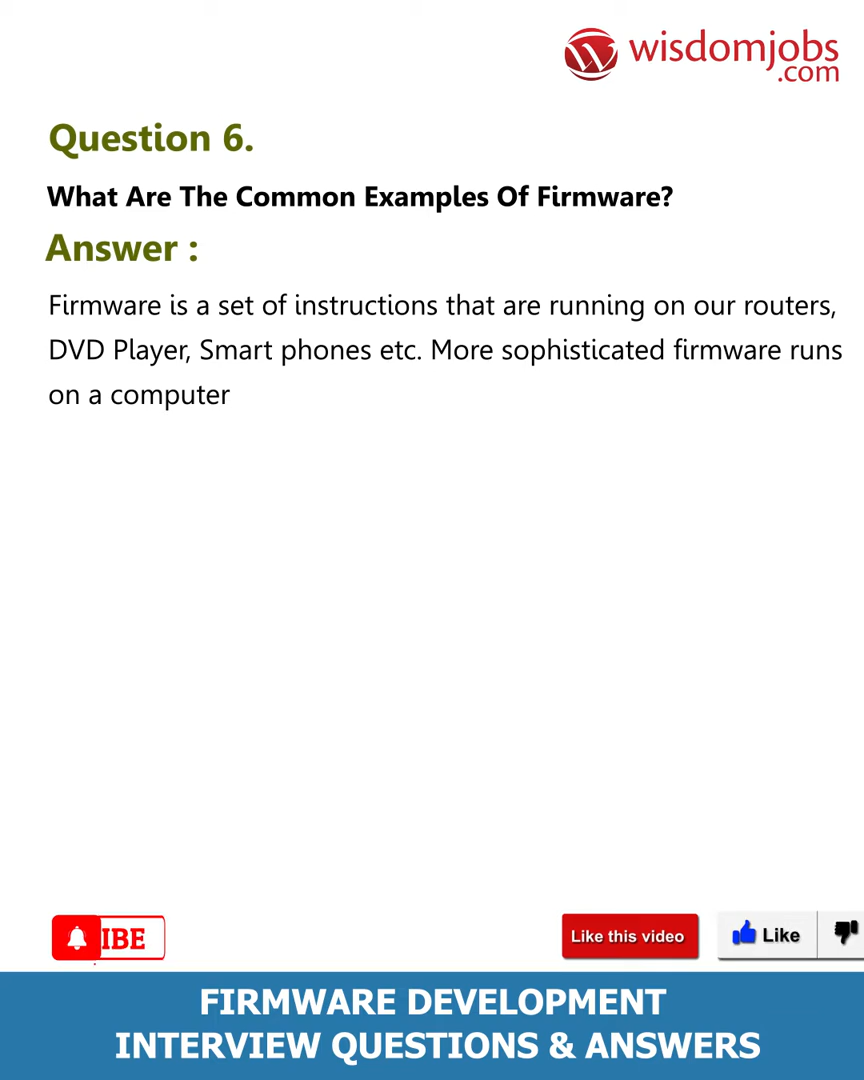 wisdomjobs
.com
Question 6.
What Are The Common Examples Of Firmware?
Answer :
Firmware is a set of instructions that are running on our routers,
DVD Player, Smart phones etc. More sophisticated firmware runs
on a computer
IBE
Like this video
Like
FIRMWARE DEVELOPMENT
INTERVIEW QUESTIONS & ANSWERS